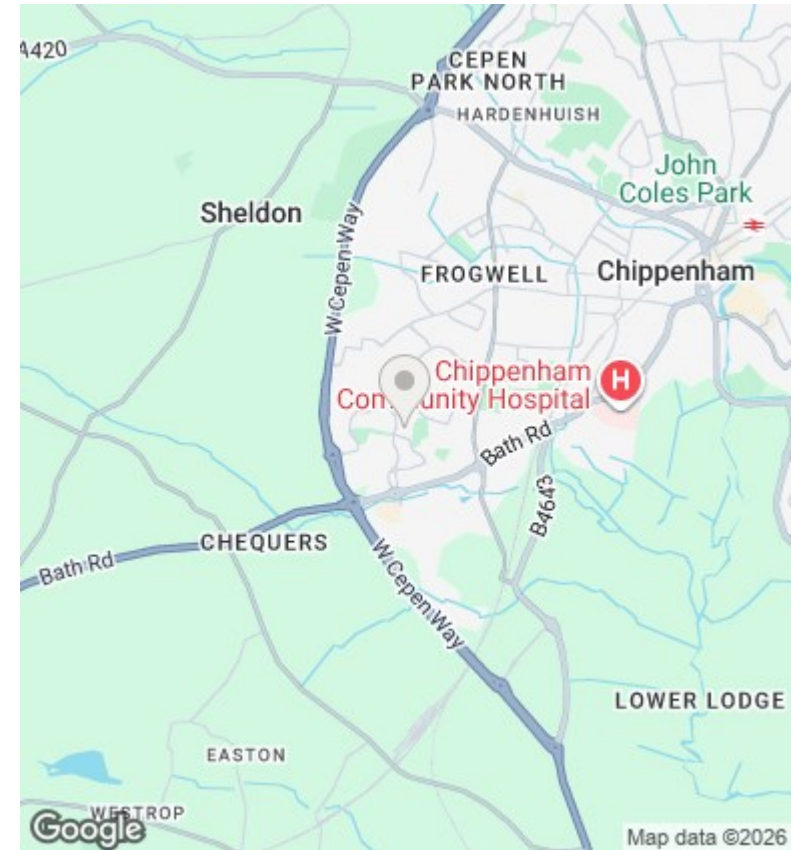 A420
CEPEN
PARK NORTH
HARDENHUISH
John
Coles Park
Sheldon
W Cepen Way
FROGWELL
Chippenham
Chippenham
Community Hospital
H
Bath Rd
B4643
CHEQUERS
Bath Rd
W Cepen Way
LOWER LODGE
EASTON
WESTROP
Google
Map data ©2026